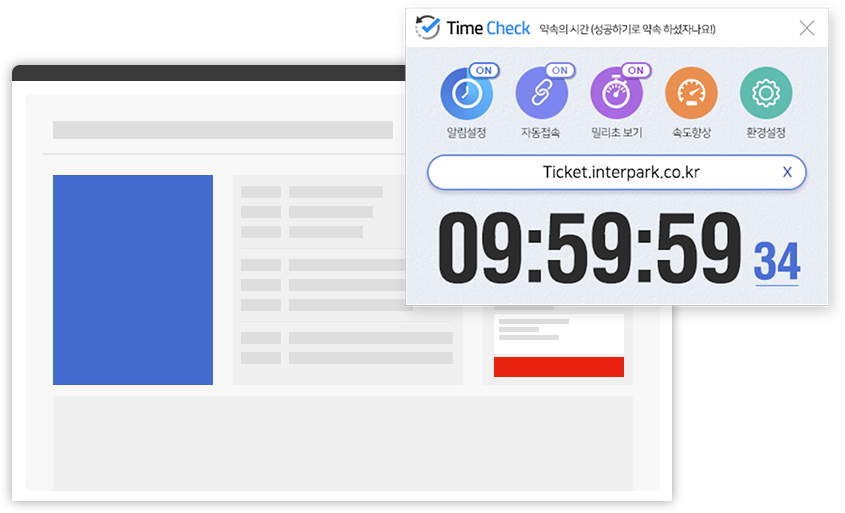 Time Check 약속의 시간 (성공하기로 약속 하셨자나요!)
ON ON ON
알림설정 자동접속 밀리초 보기 속도향상 환경설정
Ticket.interpark.co.kr X
09:59:59 34